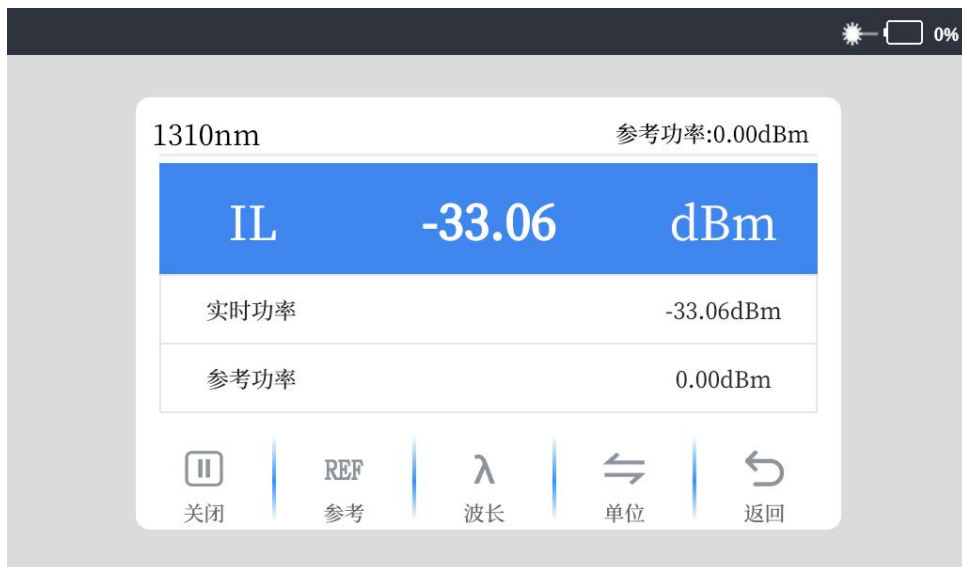 0%
1310nm 参考功率:0.00dBm
IL -33.06 dBm
实时功率 -33.06dBm
参考功率 0.00dBm
REF λ
关闭 参考 波长 单位 返回